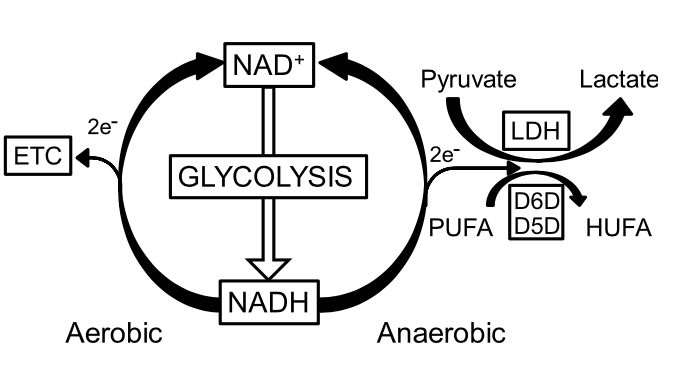 NAD⁺
Pyruvate
Lactate
2e⁻
LDH
ETC
2e⁻
GLYCOLYSIS
D6D
D5D
PUFA
HUFA
NADH
Aerobic
Anaerobic